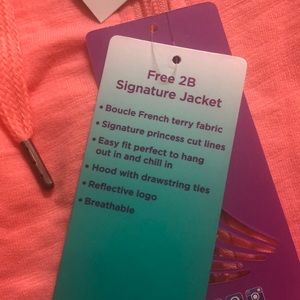 Free 2B
Signature Jacket
• Boucle French terry fabric
• Signature princess cut lines
• Easy fit perfect to hang
out in and chill in
• Hood with drawstring ties
• Reflective logo
• Breathable